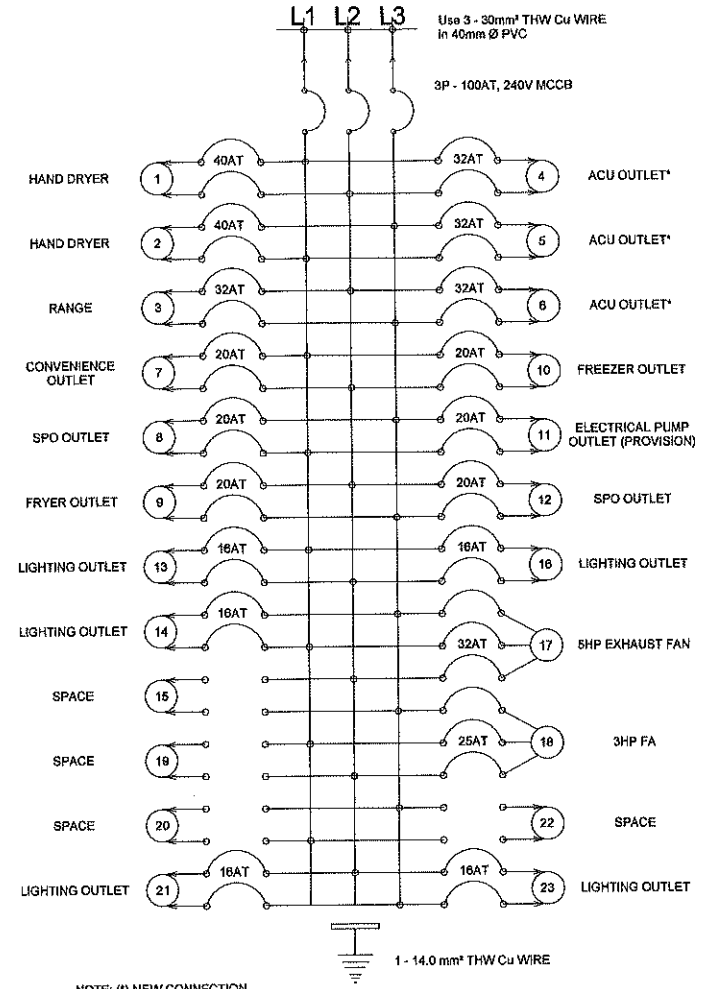 L1 L2 L3
Use 3 - 30mm² THW Cu WIRE
in 40mm Ø PVC
3P - 100AT, 240V MCCB
HAND DRYER 1 40AT 32AT 4 ACU OUTLET*
HAND DRYER 2 40AT 32AT 5 ACU OUTLET*
RANGE 3 32AT 32AT 6 ACU OUTLET*
CONVENIENCE
OUTLET 7 20AT 20AT 10 FREEZER OUTLET
SPO OUTLET 8 20AT 20AT 11 ELECTRICAL PUMP
OUTLET (PROVISION)
FRYER OUTLET 9 20AT 20AT 12 SPO OUTLET
LIGHTING OUTLET 13 16AT 16AT 16 LIGHTING OUTLET
LIGHTING OUTLET 14 16AT 32AT 17 5HP EXHAUST FAN
SPACE 15
SPACE 19 25AT 18 3HP FA
SPACE 20 22 SPACE
LIGHTING OUTLET 21 16AT 16AT 23 LIGHTING OUTLET
1 - 14.0 mm² THW Cu WIRE
NOTE: (*) NEW CONNECTION